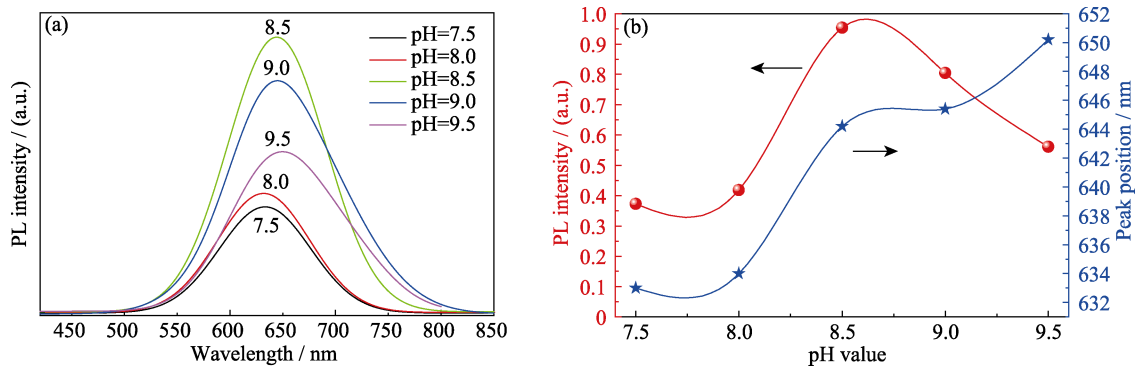 (a)
8.5
9.0
9.5
8.0
7.5
pH=7.5
pH=8.0
pH=8.5
pH=9.0
pH=9.5
PL intensity / (a.u.)
450 500 550 600 650 700 750 800 850
Wavelength / nm
(b)
1.0
0.9
0.8
0.7
0.6
0.5
0.4
0.3
0.2
0.1
0
PL intensity / (a.u.)
652
650
648
646
644
642
640
638
636
634
632
Peak position / nm
7.5 8.0 8.5 9.0 9.5
pH value